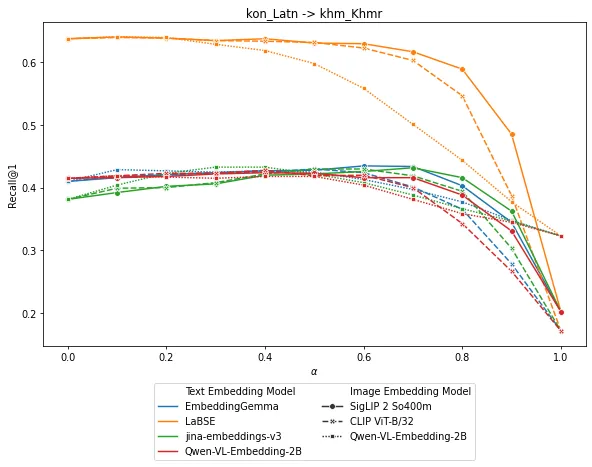 kon_Latn -> khm_Khmr
Recall@1
0.6
0.5
0.4
0.3
0.2
0.0 0.2 0.4 0.6 0.8 1.0
α
Text Embedding Model
EmbeddingGemma
LaBSE
jina-embeddings-v3
Qwen-VL-Embedding-2B
Image Embedding Model
SigLIP 2 So400m
CLIP ViT-B/32
Qwen-VL-Embedding-2B